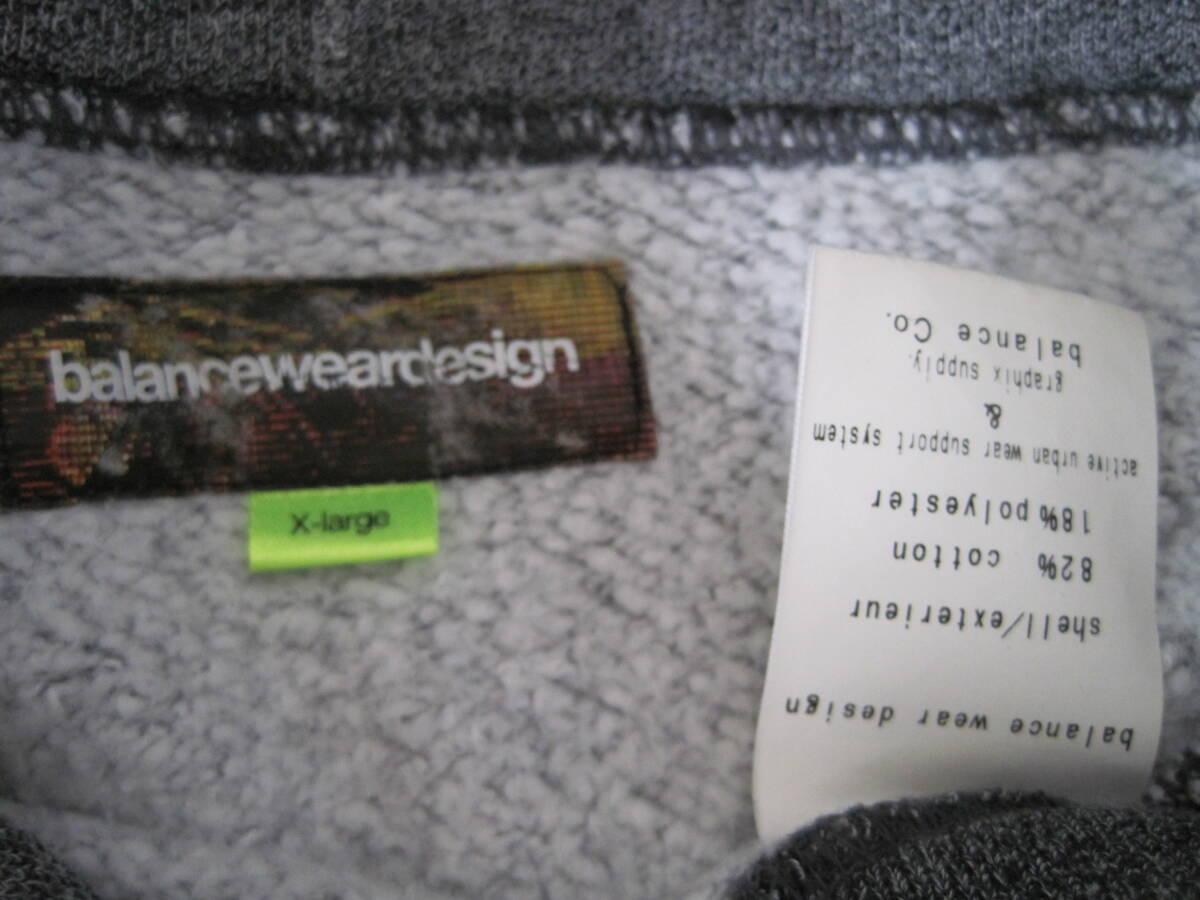 balanceweardesign
X-large
balance wear design
shell/exterieur
82% cotton
18% polyester
active urban wear support system
&
graphix supply.
balance Co.